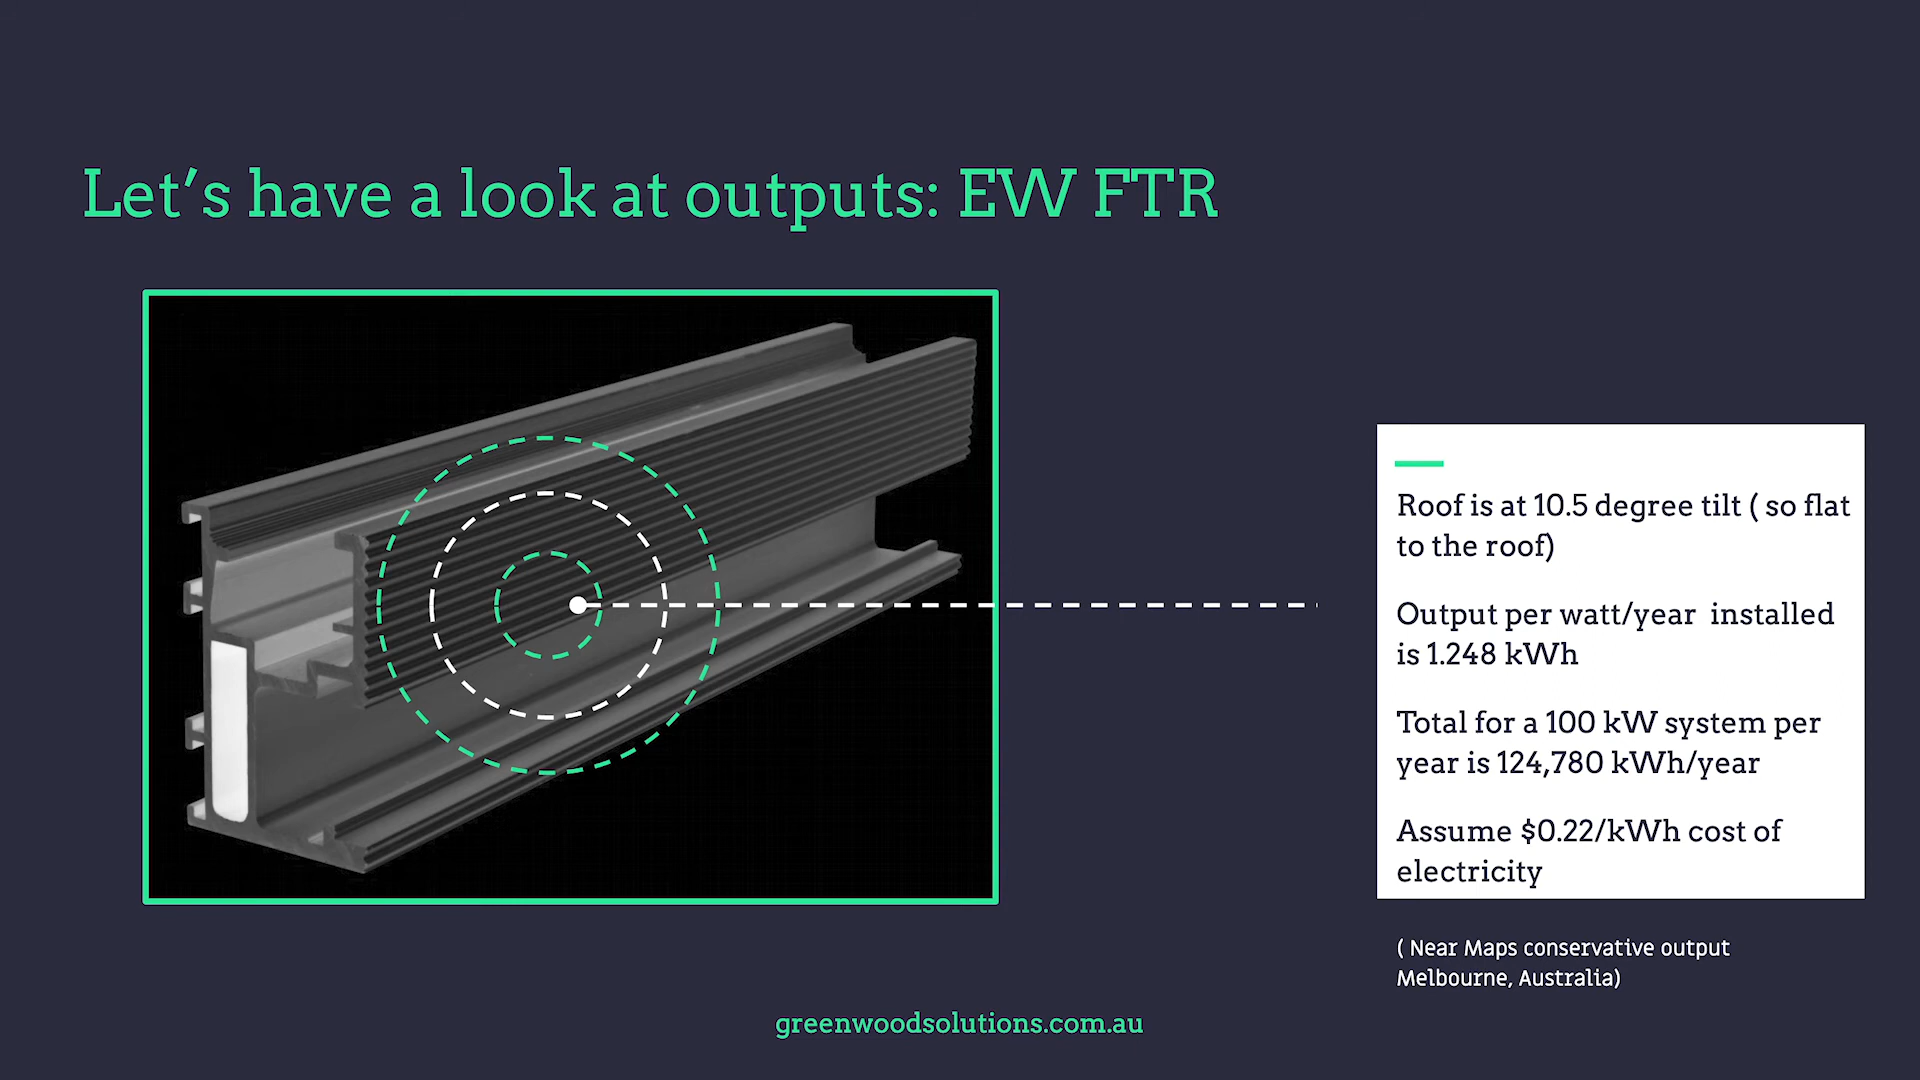 Let’s have a look at outputs: EW FTR
Roof is at 10.5 degree tilt ( so flat
to the roof)
Output per watt/year  installed
is 1.248 kWh
Total for a 100 kW system per
year is 124,780 kWh/year
Assume $0.22/kWh cost of
electricity
( Near Maps conservative output
Melbourne, Australia)
greenwoodsolutions.com.au